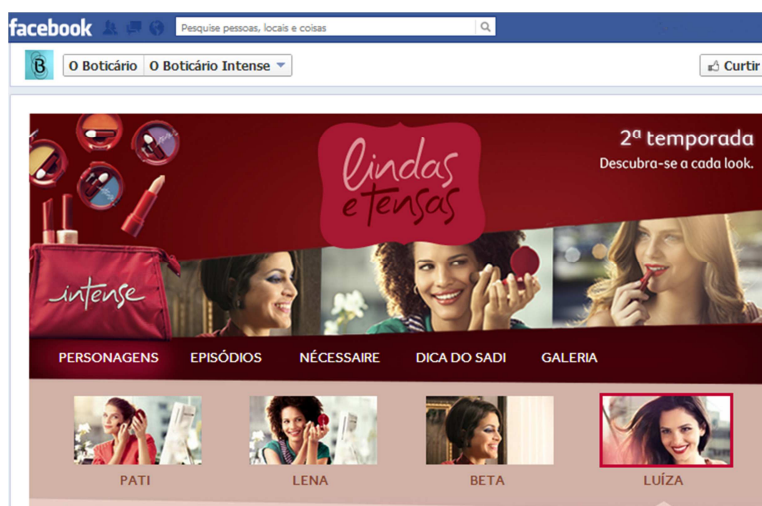 facebook
Pesquise pessoas, locais e coisas
B
O Boticário
O Boticário Intense
Curtir
lindas
e tensas
2ª temporada
Descubra-se a cada look.
intense
PERSONAGENS
EPISÓDIOS
NÉCESSAIRE
DICA DO SADI
GALERIA
PATI
LENA
BETA
LUÍZA